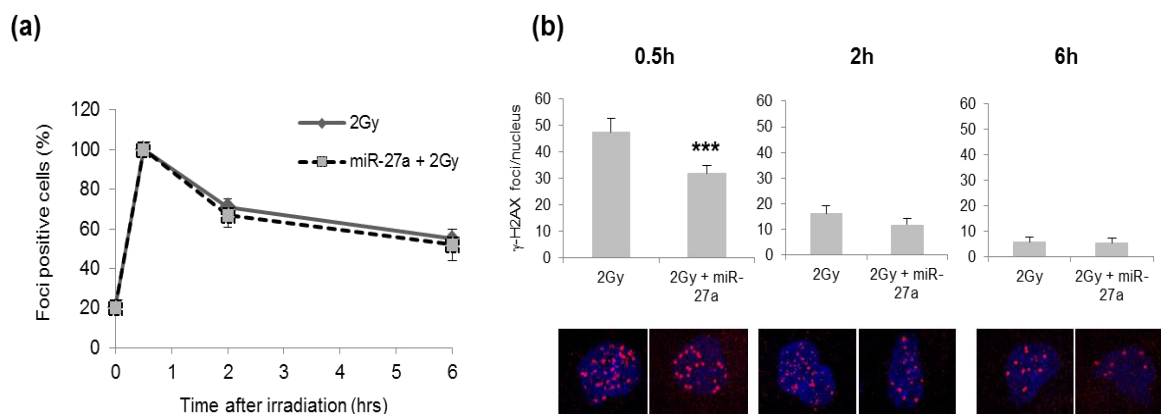 (a)
120
100
80
60
40
20
0
Foci positive cells (%)
2Gy
miR-27a + 2Gy
0 1 2 3 4 5 6
Time after irradiation (hrs)
(b)
0.5h
2h
6h
γ-H2AX foci/nucleus
60
50
40
30
20
10
0
***
2Gy
2Gy + miR-
27a
60
50
40
30
20
10
0
2Gy
2Gy + miR-
27a
60
50
40
30
20
10
0
2Gy
2Gy + miR-
27a